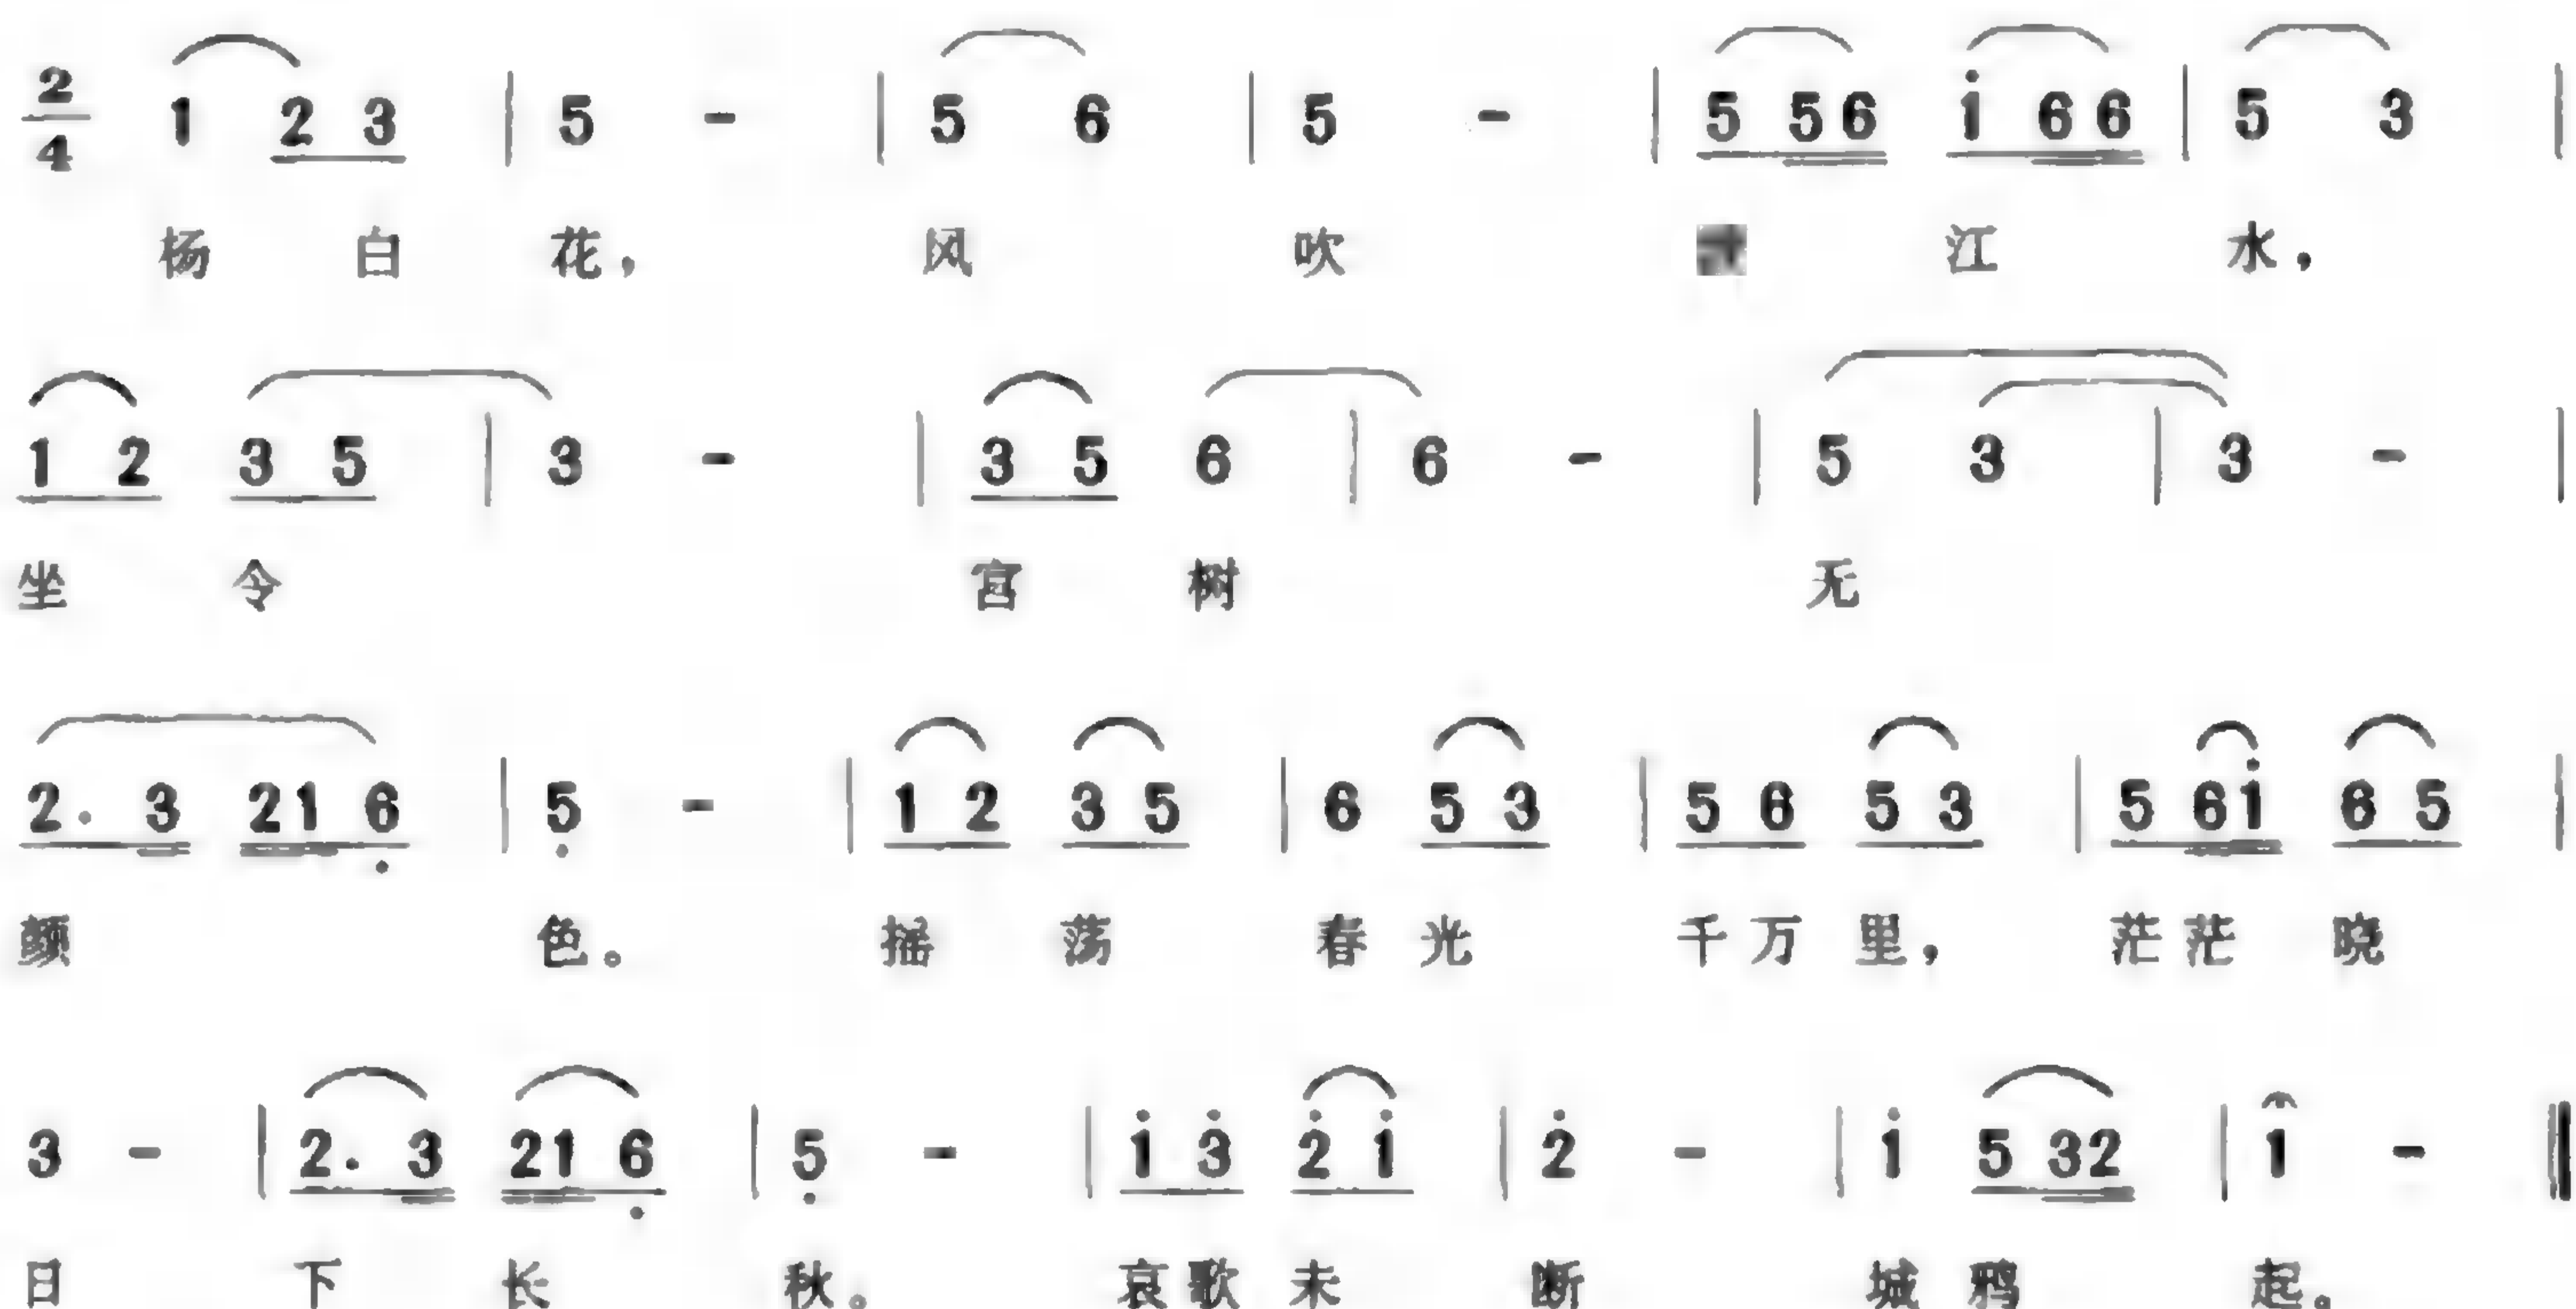 2/4 1 2 3 | 5 - | 5 6 | 5 - | 5 56 i 66 | 5 3 |
杨 白 花， 风 吹 江 水，
1 2 3 5 | 3 - | 3 5 6 | 6 - | 5 3 | 3 - |
坐 令 宫 树 无
2. 3 21 6 | 5 - | 1 2 3 5 | 6 5 3 | 5 6 5 3 | 5 6i 6 5 |
颜 色。 摇 荡 春 光 千 万 里， 茫 茫 晓
3 - | 2. 3 21 6 | 5 - | i 3 2 i | 2 - | i 5 32 | 1 - ‖
日 下 长 秋。 哀 歌 未 断 城 鸦 起。